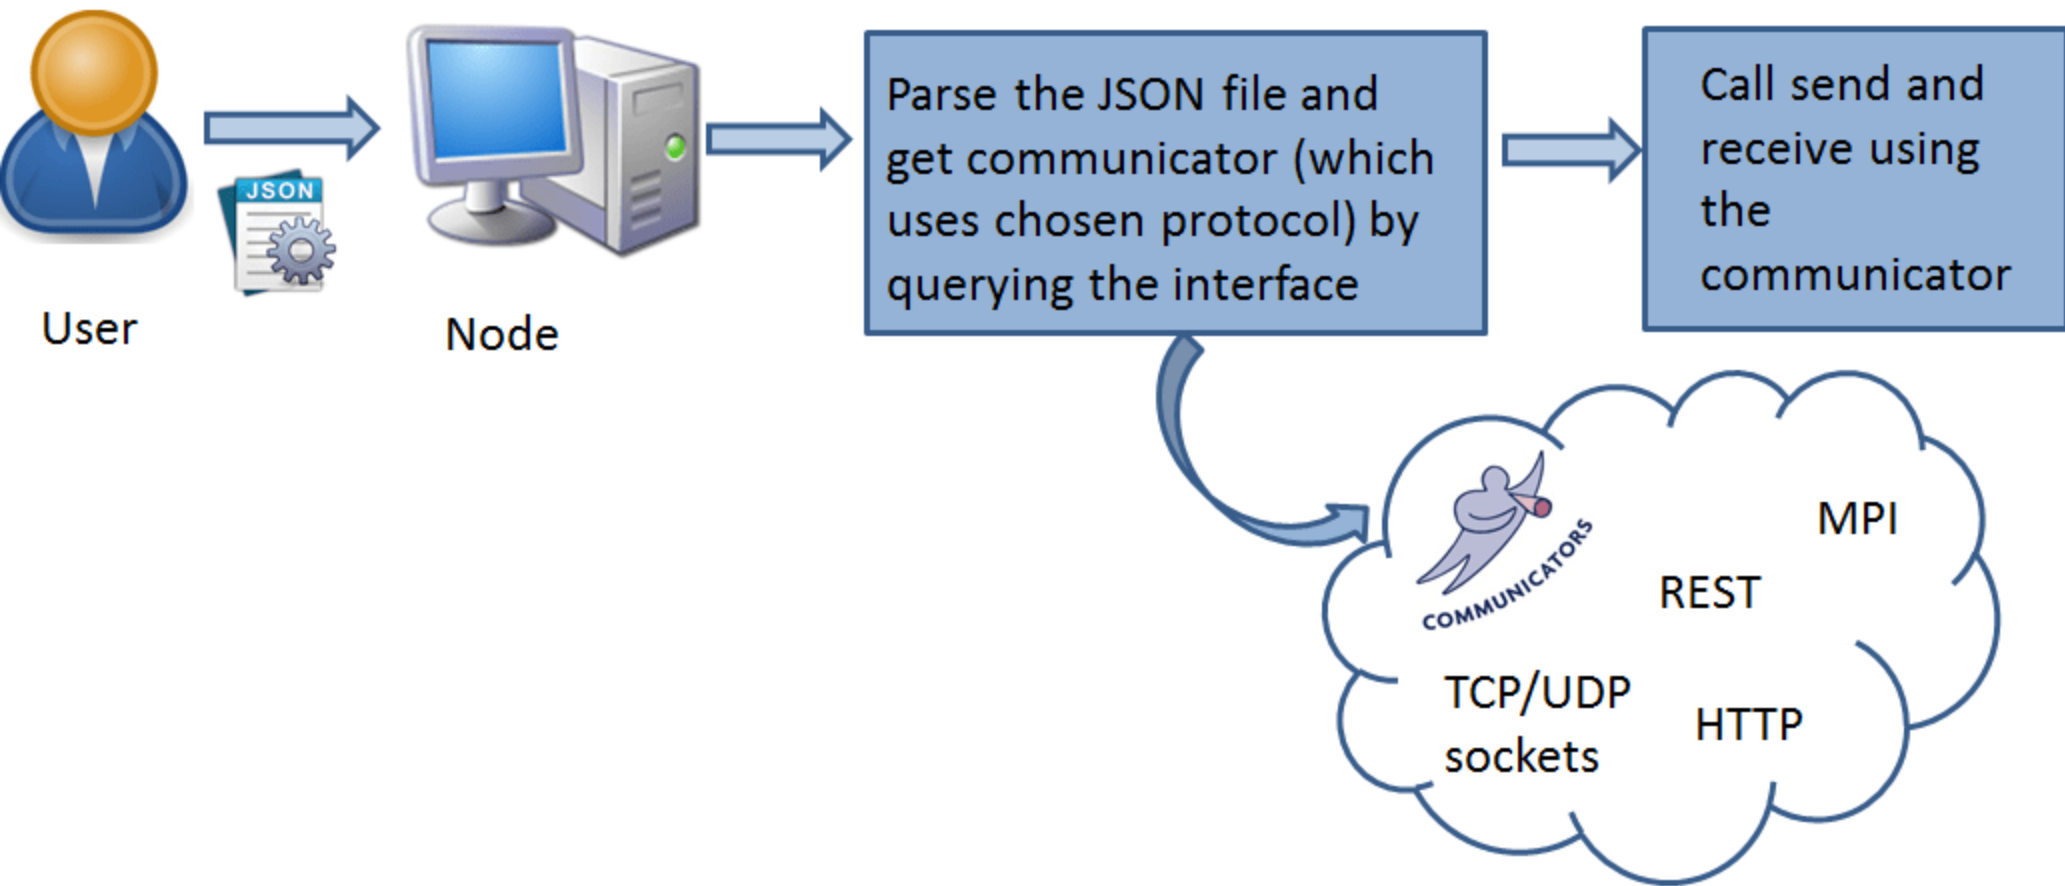 JSON
User
Node
Parse the JSON file and
get communicator (which
uses chosen protocol) by
querying the interface
Call send and
receive using
the
communicator
COMMUNICATORS
MPI
REST
TCP/UDP
sockets
HTTP